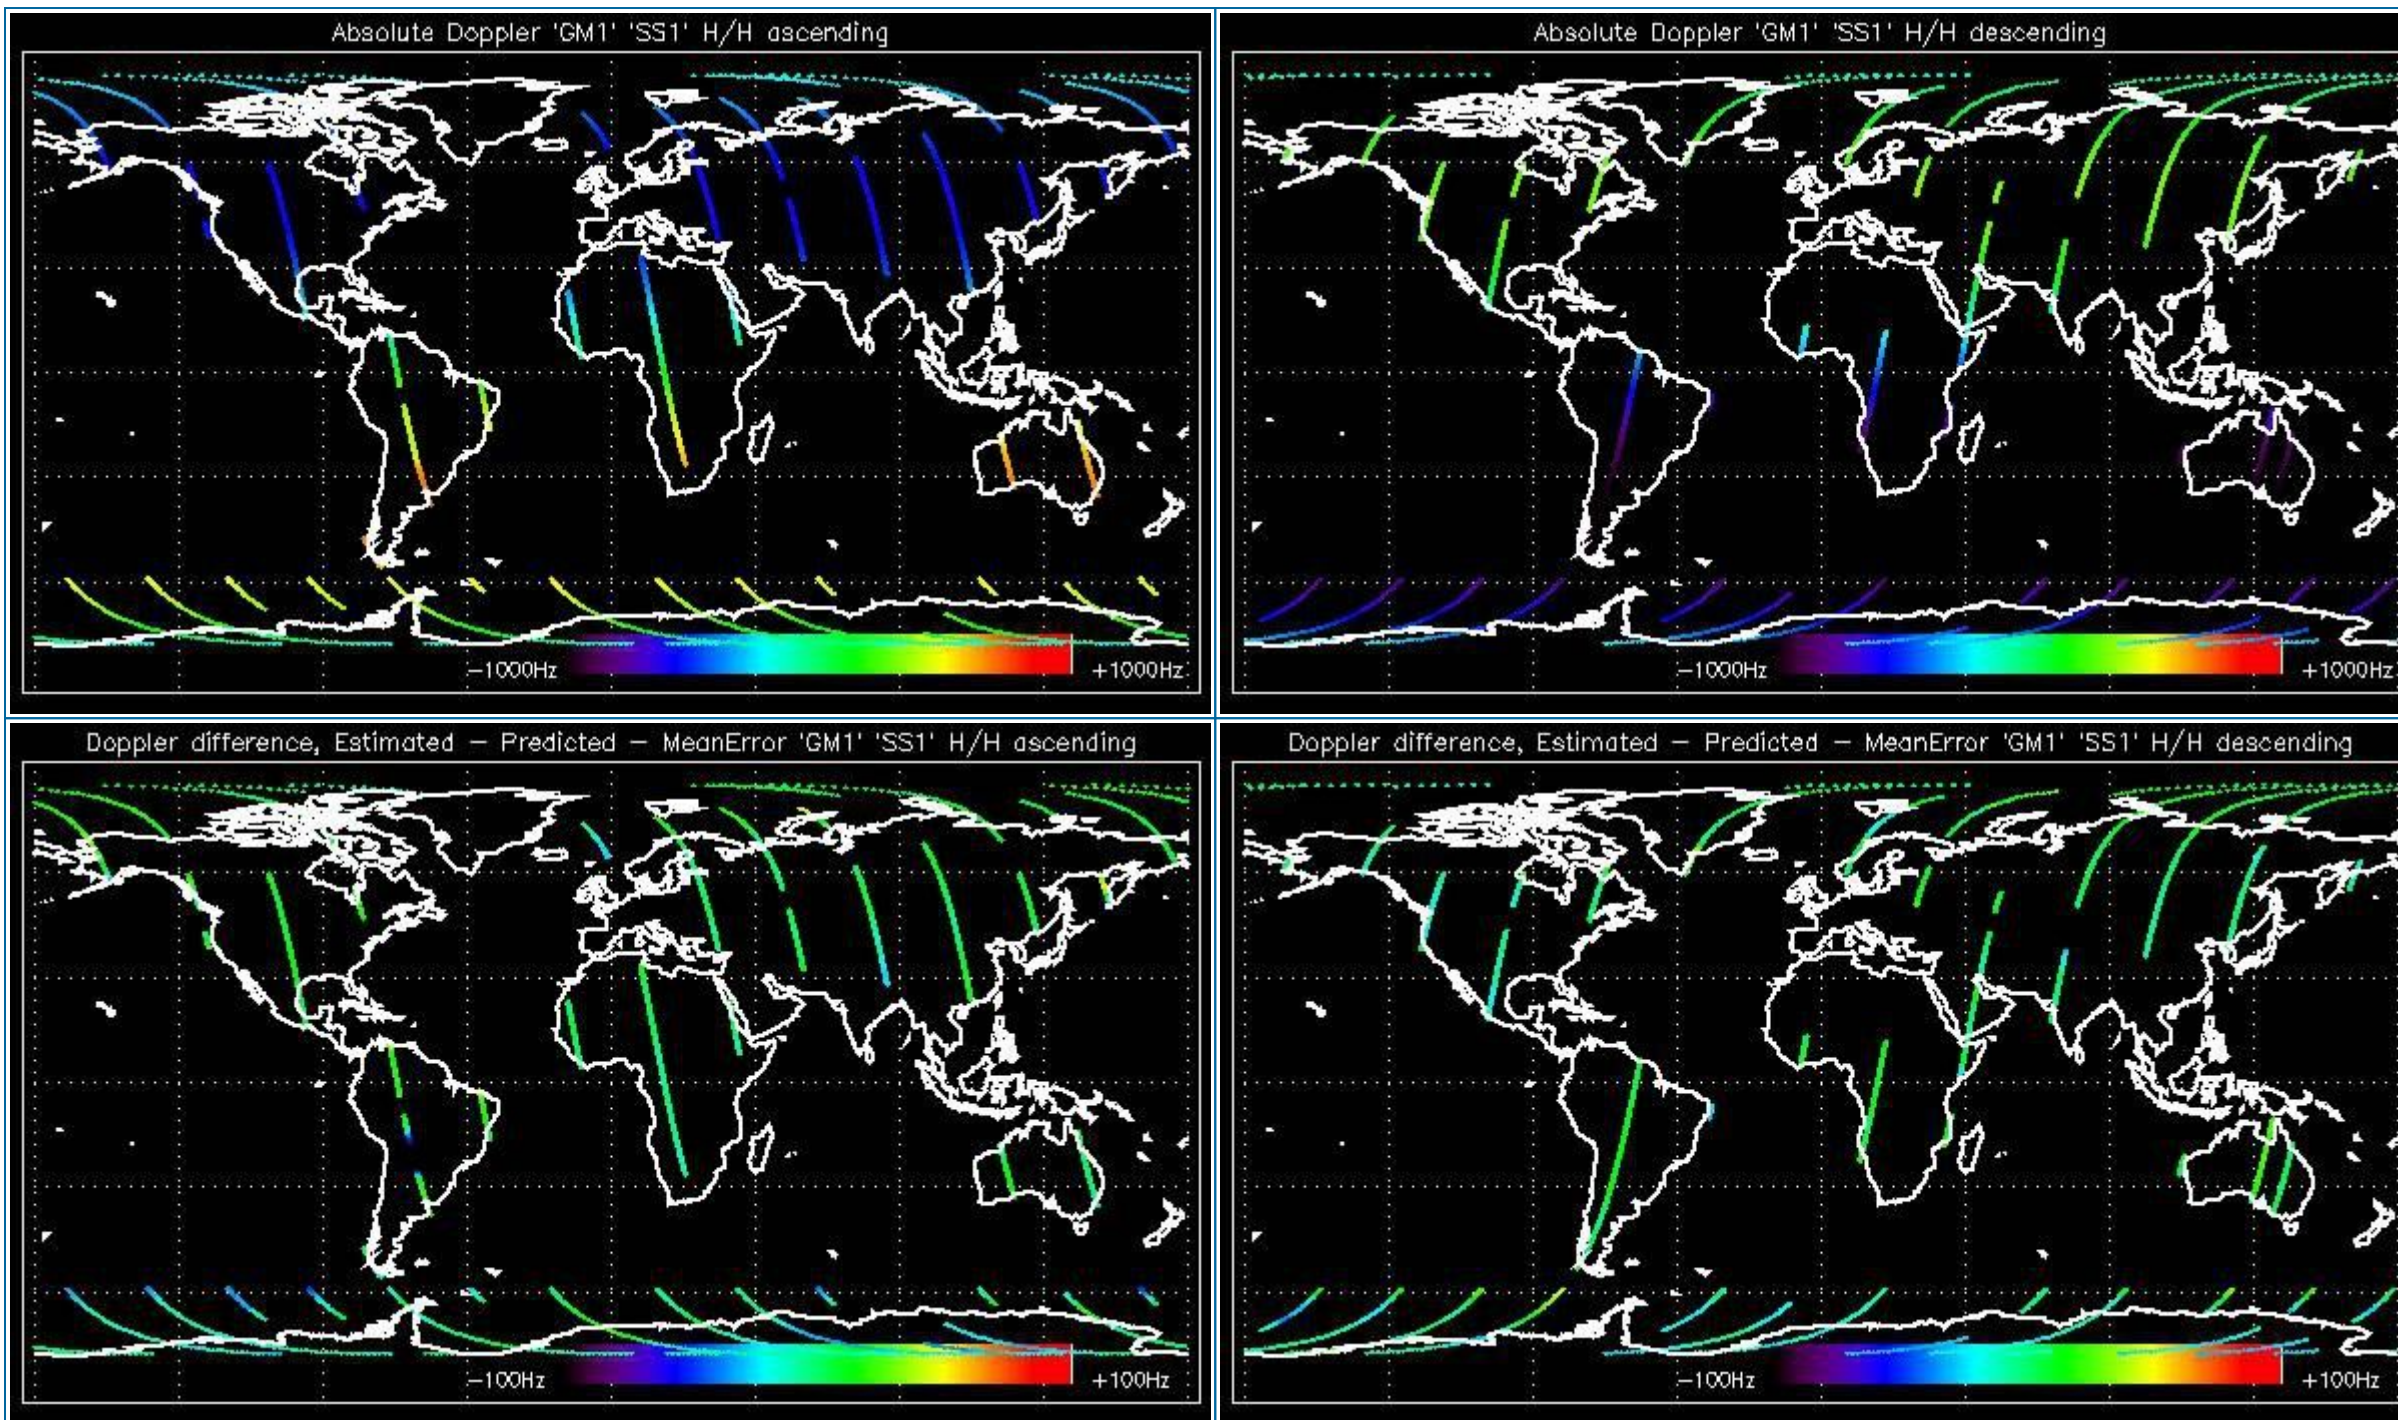 Absolute Doppler 'GM1' 'SS1' H/H ascending
−1000Hz
+1000Hz
Absolute Doppler 'GM1' 'SS1' H/H descending
−1000Hz
+1000Hz
Doppler difference, Estimated − Predicted − MeanError 'GM1' 'SS1' H/H ascending
−100Hz
+100Hz
Doppler difference, Estimated − Predicted − MeanError 'GM1' 'SS1' H/H descending
−100Hz
+100Hz